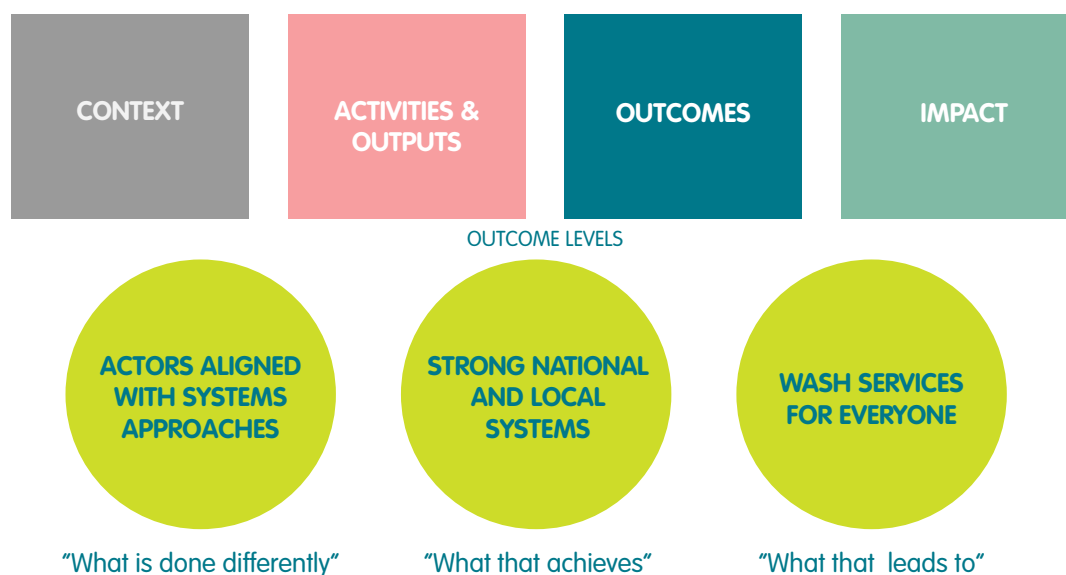 CONTEXT
ACTIVITIES &
OUTPUTS
OUTCOMES
IMPACT
OUTCOME LEVELS
ACTORS ALIGNED
WITH SYSTEMS
APPROACHES
STRONG NATIONAL
AND LOCAL
SYSTEMS
WASH SERVICES
FOR EVERYONE
"What is done differently"
"What that achieves"
"What that  leads to"